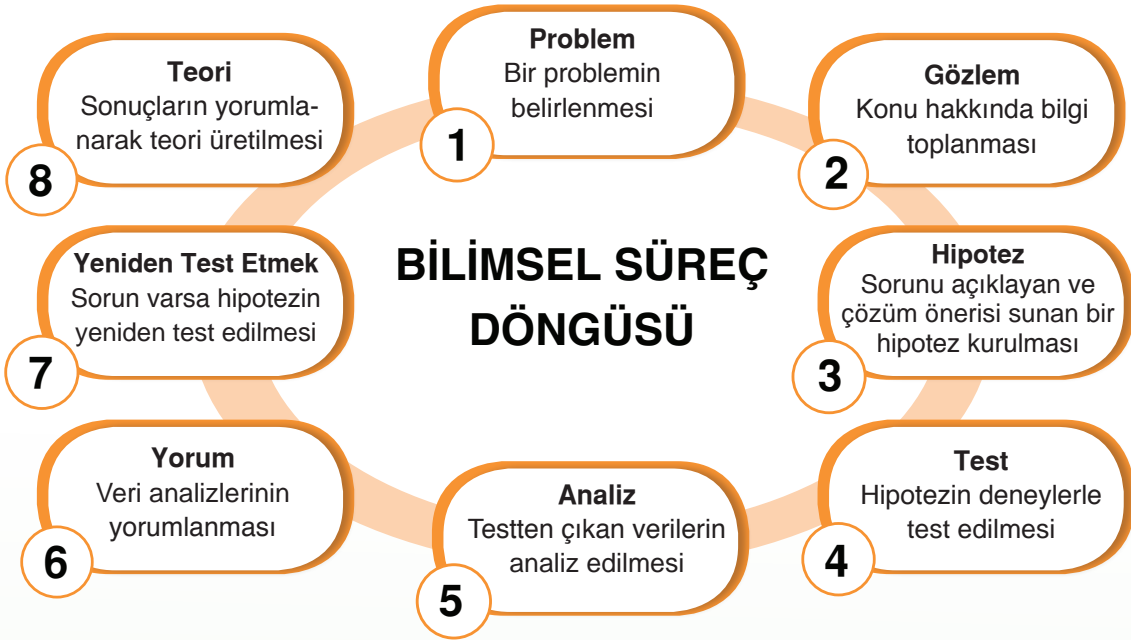 BİLİMSEL SÜREÇ
DÖNGÜSÜ
1
Problem
Bir problemin
belirlenmesi
2
Gözlem
Konu hakkında bilgi
toplanması
3
Hipotez
Sorunu açıklayan ve
çözüm önerisi sunan bir
hipotez kurulması
4
Test
Hipotezin deneylerle
test edilmesi
5
Analiz
Testten çıkan verilerin
analiz edilmesi
6
Yorum
Veri analizlerinin
yorumlanması
7
Yeniden Test Etmek
Sorun varsa hipotezin
yeniden test edilmesi
8
Teori
Sonuçların yorumla-
narak teori üretilmesi